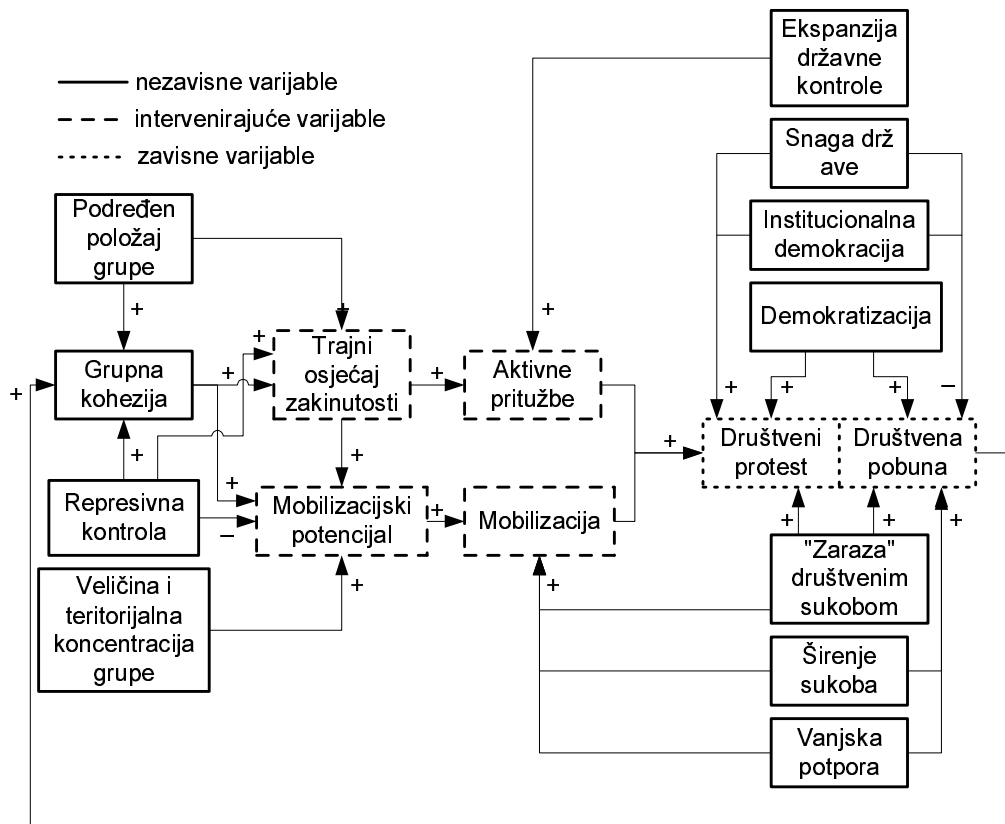 nezavisne varijable
intervenirajuće varijable
zavisne varijable
Ekspanzija
državne
kontrole
Snaga drž
ave
Institucionalna
demokracija
Demokratizacija
Podređen
položaj
grupe
+
+
+
Grupna
kohezija
+
+
+
Trajni
osjećaj
zakinutosti
+
Aktivne
pritužbe
+
+
+
+
−
Društveni
protest
Društvena
pobuna
+
+
+
Represivna
kontrola
+
+
−
Mobilizacijski
potencijal
+
Mobilizacija
+
+
+
Veličina i
teritorijalna
koncentracija
grupe
+
+
"Zaraza"
društvenim
sukobom
Širenje
sukoba
Vanjska
potpora